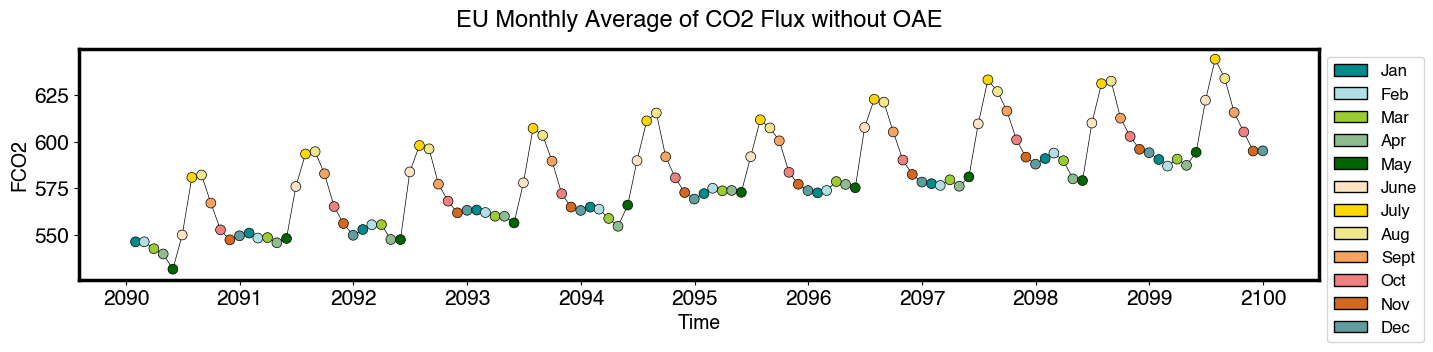 EU Monthly Average of CO2 Flux without OAE
FCO2
625
600
575
550
2090 2091 2092 2093 2094 2095 2096 2097 2098 2099 2100
Time
Jan
Feb
Mar
Apr
May
June
July
Aug
Sept
Oct
Nov
Dec